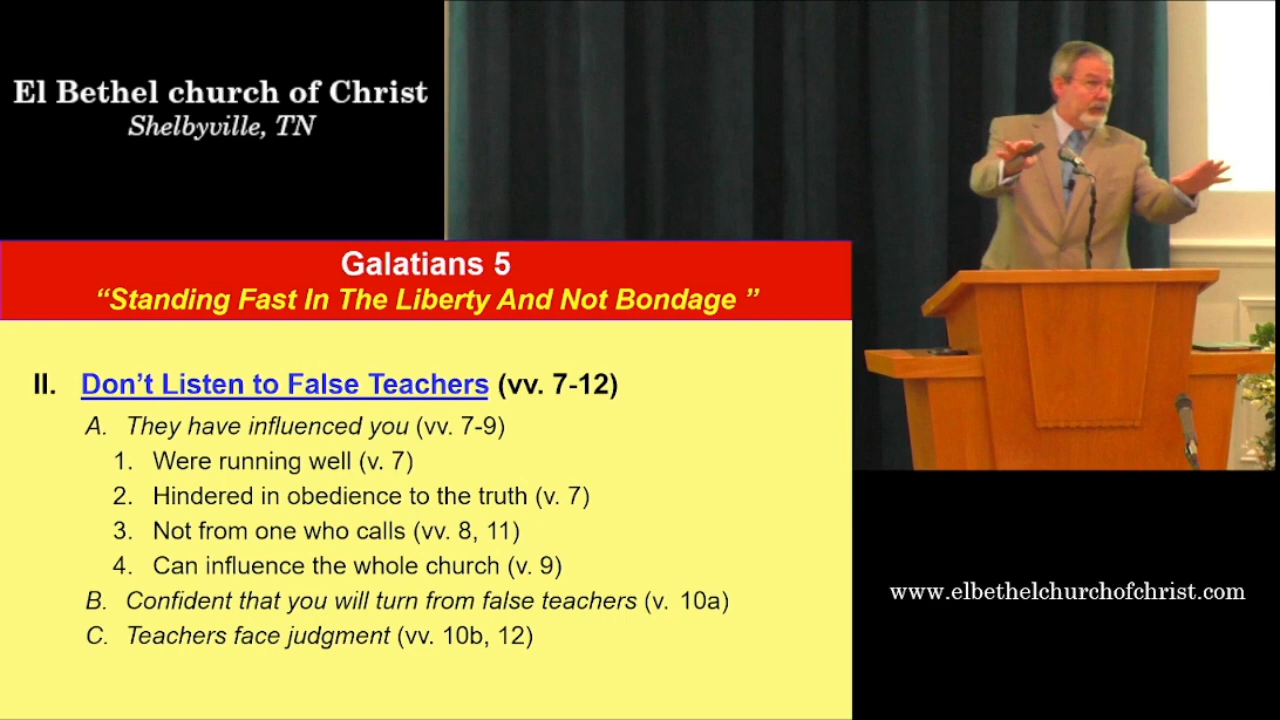 El Bethel church of Christ
Shelbyville, TN
Galatians 5
“Standing Fast In The Liberty And Not Bondage ”
II. Don’t Listen to False Teachers (vv. 7-12)
A. They have influenced you (vv. 7-9)
1. Were running well (v. 7)
2. Hindered in obedience to the truth (v. 7)
3. Not from one who calls (vv. 8, 11)
4. Can influence the whole church (v. 9)
B. Confident that you will turn from false teachers (v. 10a)
C. Teachers face judgment (vv. 10b, 12)
www.elbethelchurchofchrist.com